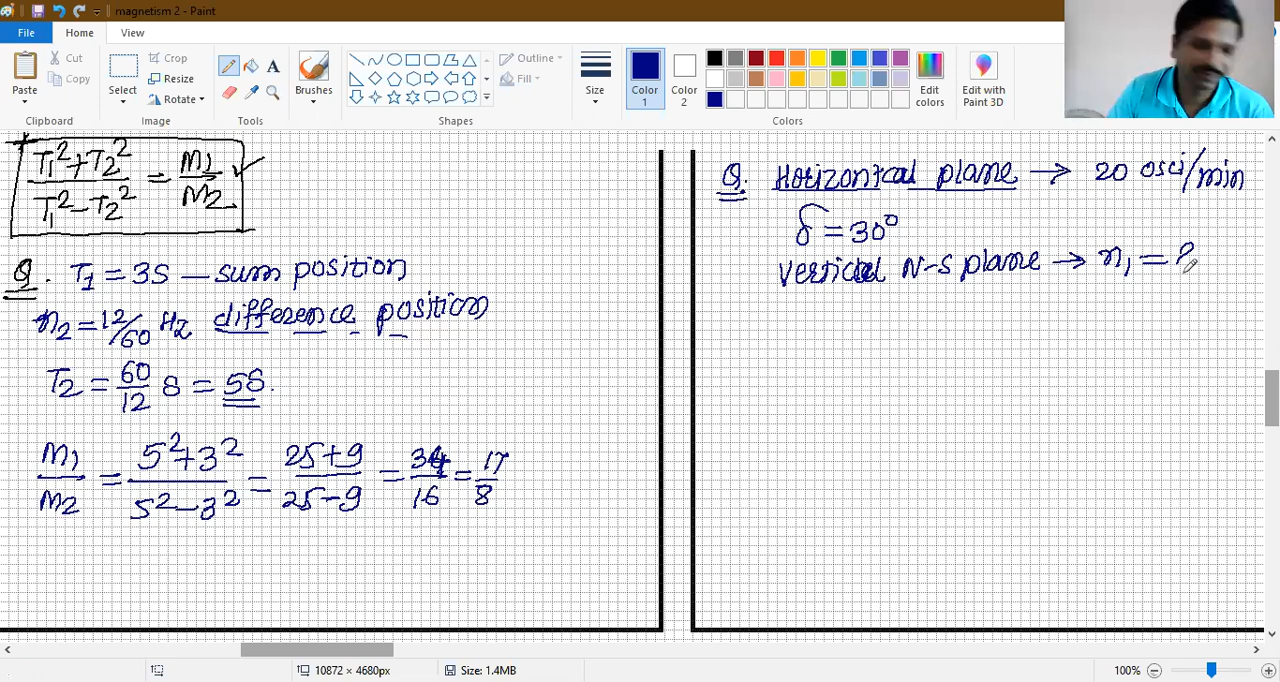 magnetism 2 - Paint
File
Home
View
Paste
Cut
Copy
Clipboard
Select
Crop
Resize
Rotate
Image
A
Tools
Brushes
Outline
Fill
Shapes
Size
Color 1
Color 2
Edit colors
Edit with Paint 3D
Colors
T₁²+T₂² / T₁²-T₂² = M₁/M₂ ✓
Q. T₁ = 3S — sum position
n₂ = 12/60 Hz difference position
T₂ = 60/12 S = 5S.
M₁/M₂ = 5²+3² / 5²-3² = 25+9 / 25-9 = 34/16 = 17/8
Q. Horizontal plane → 20 osci/min
δ = 30°
vertical N-S plane → n₁ = ?
10872 × 4680px
Size: 1.4MB
100%